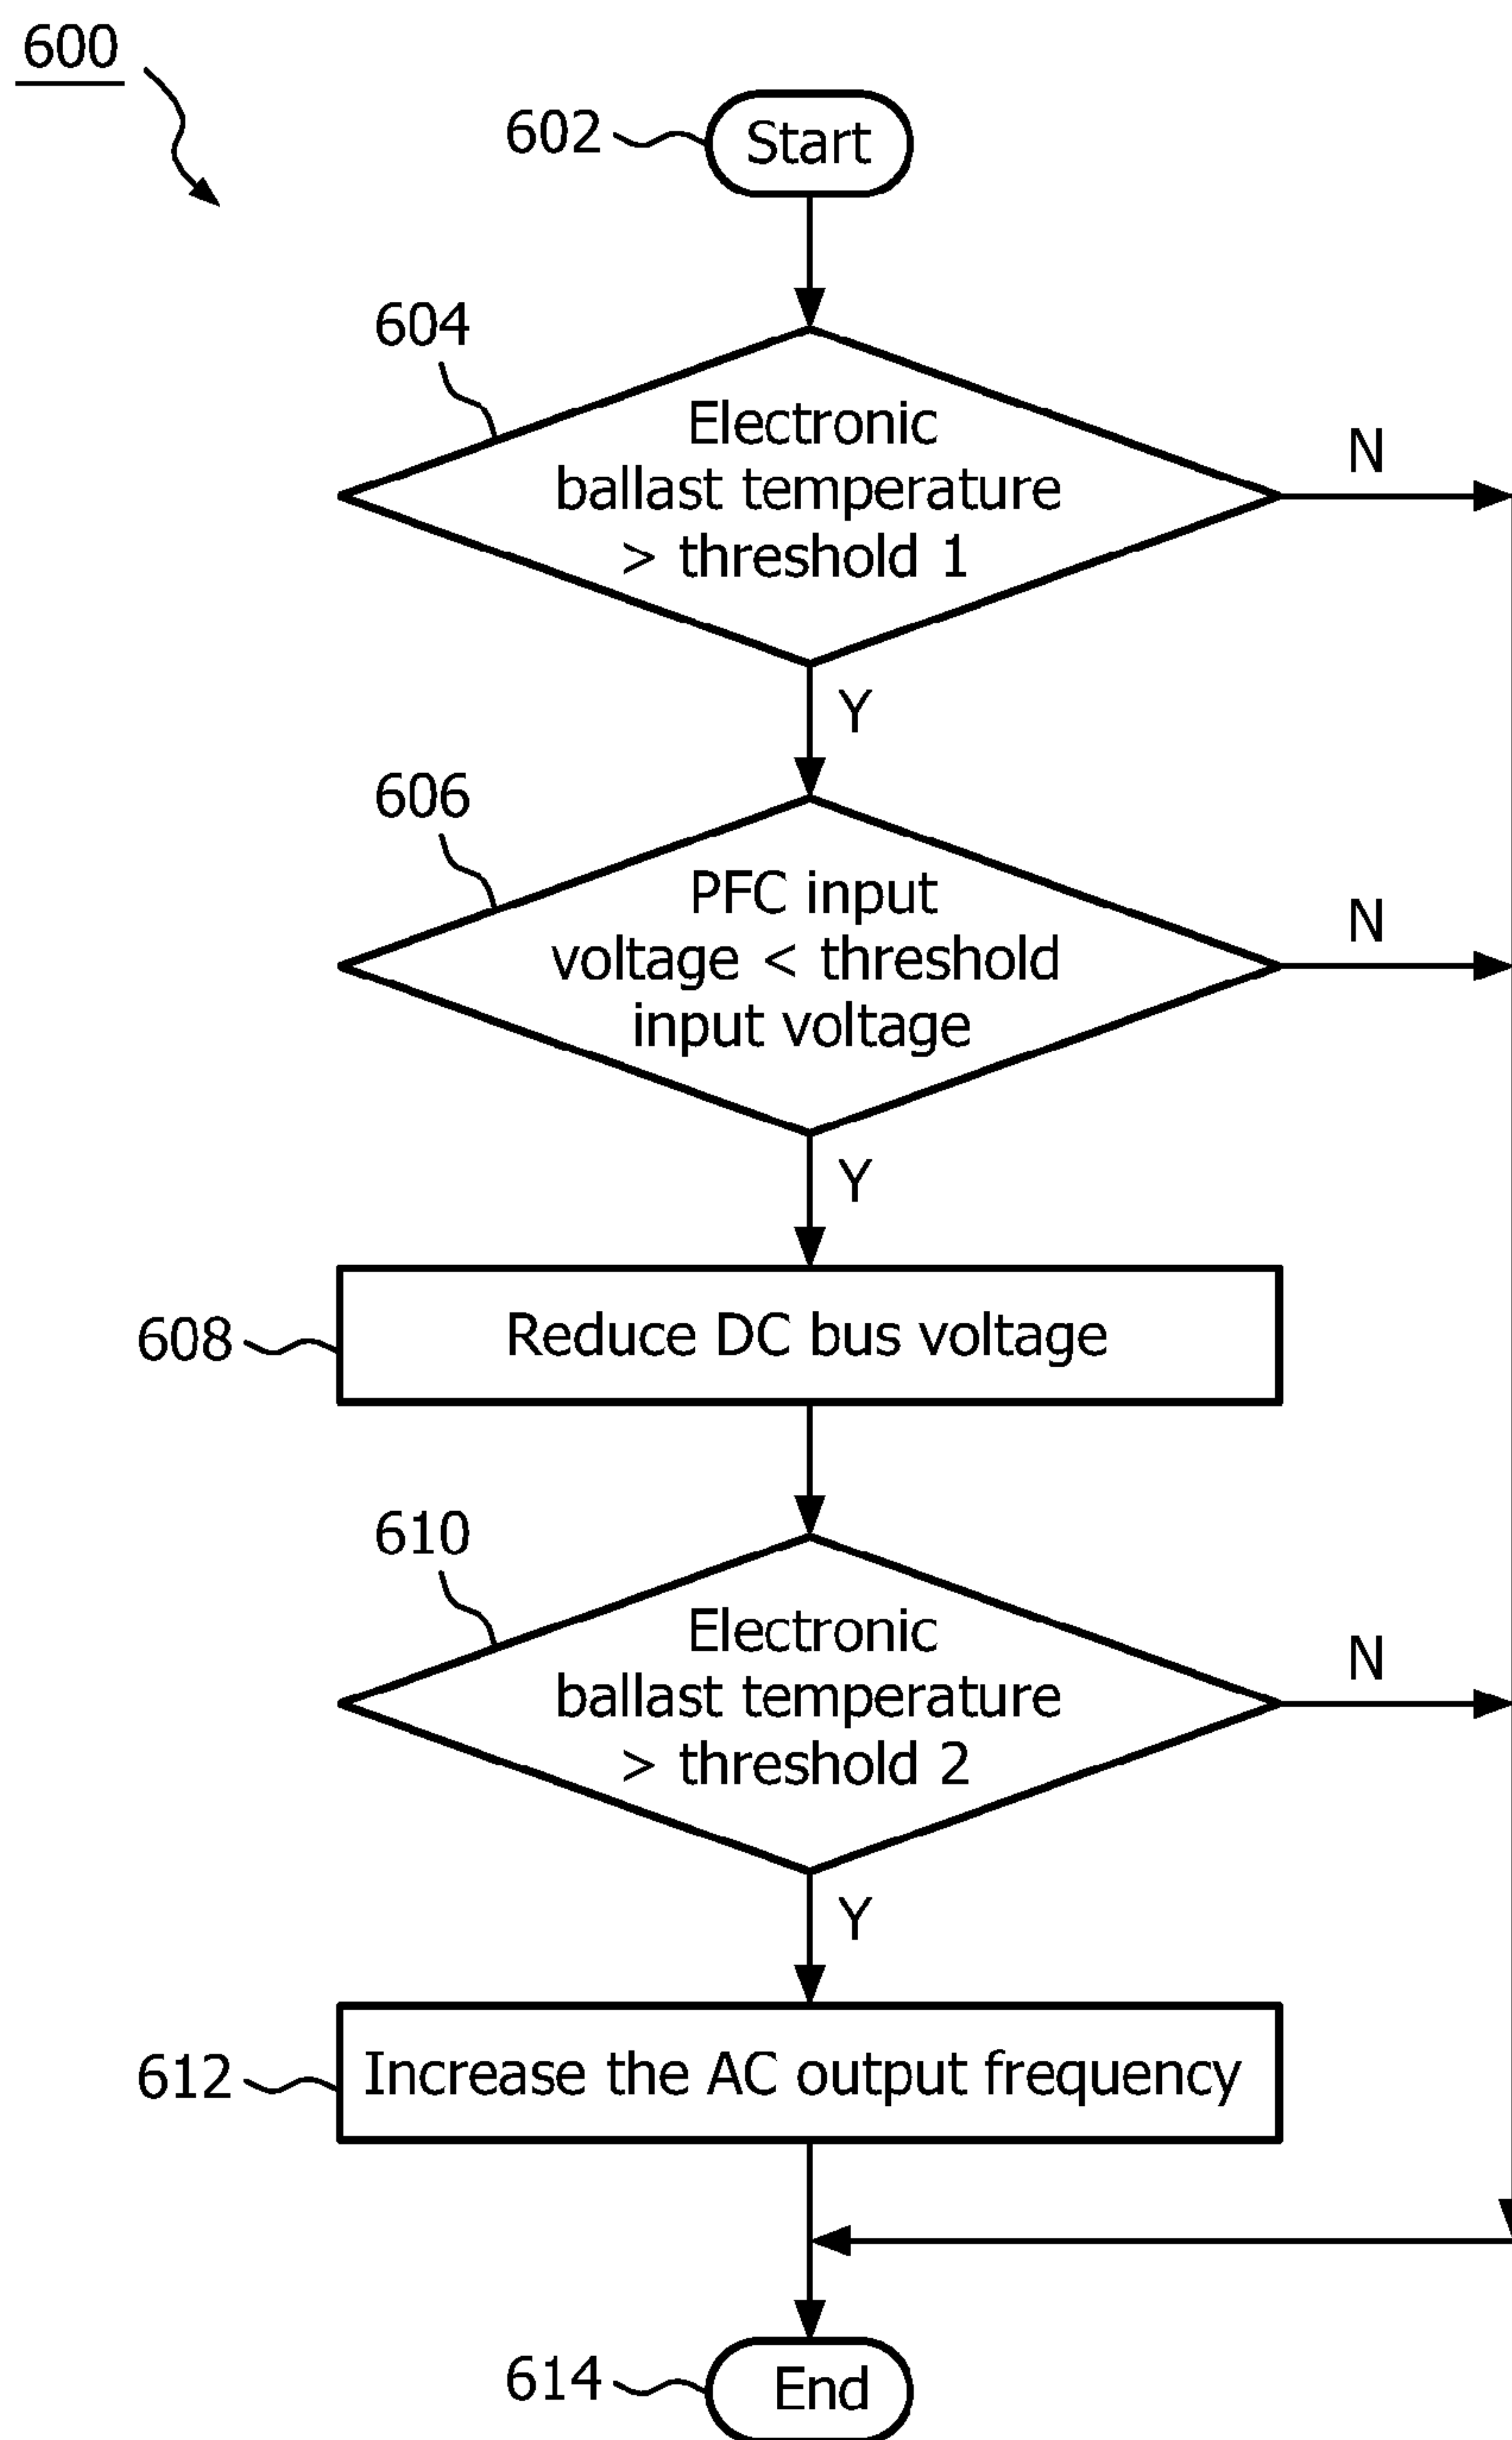 600
602
Start
604
Electronic
ballast temperature
> threshold 1
N
Y
606
PFC input
voltage < threshold
input voltage
N
Y
608
Reduce DC bus voltage
610
Electronic
ballast temperature
> threshold 2
N
Y
612
Increase the AC output frequency
614
End